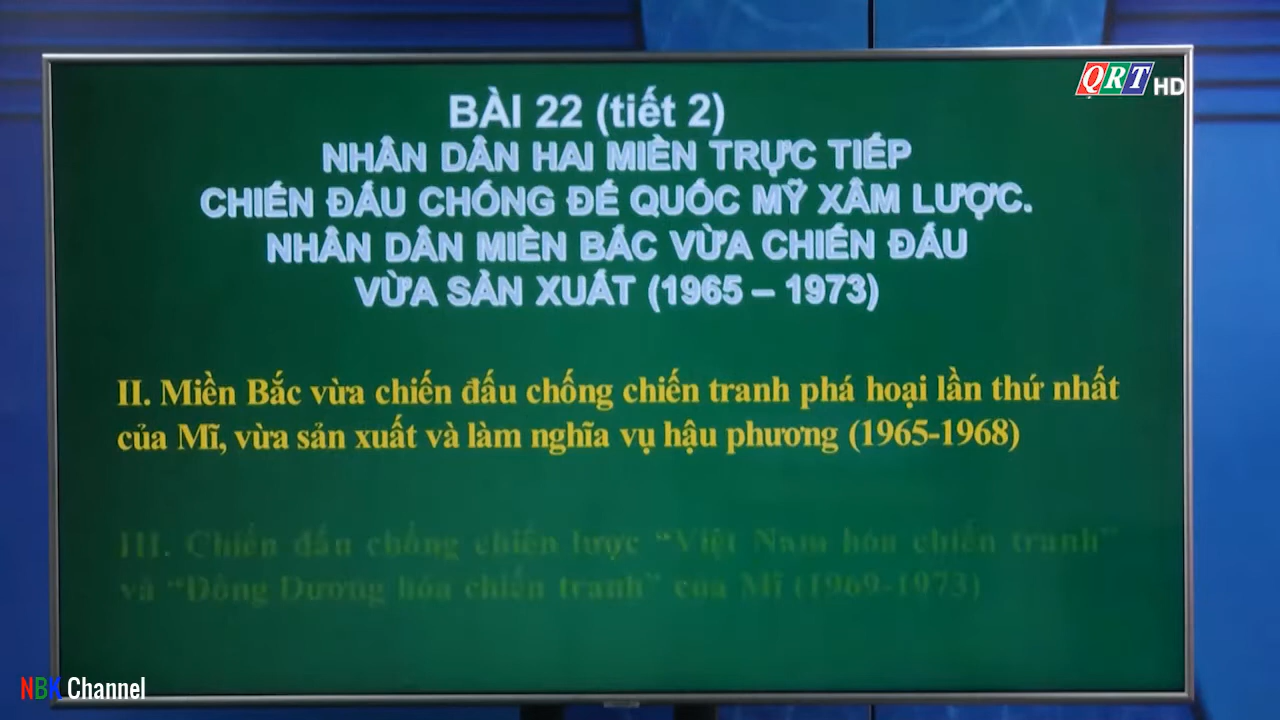 QRT HD
BÀI 22 (tiết 2)
NHÂN DÂN HAI MIỀN TRỰC TIẾP
CHIẾN ĐẤU CHỐNG ĐẾ QUỐC MỸ XÂM LƯỢC.
NHÂN DÂN MIỀN BẮC VỪA CHIẾN ĐẤU
VỪA SẢN XUẤT (1965 – 1973)
II. Miền Bắc vừa chiến đấu chống chiến tranh phá hoại lần thứ nhất
của Mĩ, vừa sản xuất và làm nghĩa vụ hậu phương (1965-1968)
III. Chiến đấu chống chiến lược “Việt Nam hóa chiến tranh”
và “Đông Dương hóa chiến tranh” của Mĩ (1969-1973)
NBK Channel